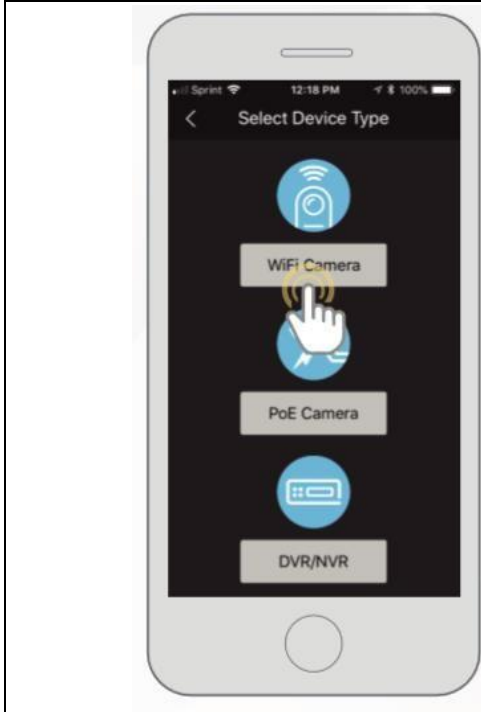 Sprint 12:18 PM 100%
Select Device Type
WiFi Camera
PoE Camera
DVR/NVR